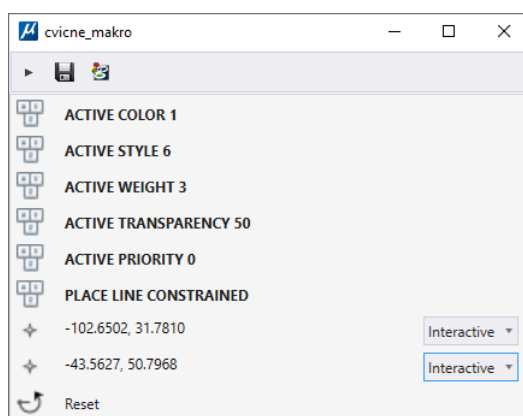 cvicne_makro
ACTIVE COLOR 1
ACTIVE STYLE 6
ACTIVE WEIGHT 3
ACTIVE TRANSPARENCY 50
ACTIVE PRIORITY 0
PLACE LINE CONSTRAINED
-102.6502, 31.7810 Interactive
-43.5627, 50.7968 Interactive
Reset